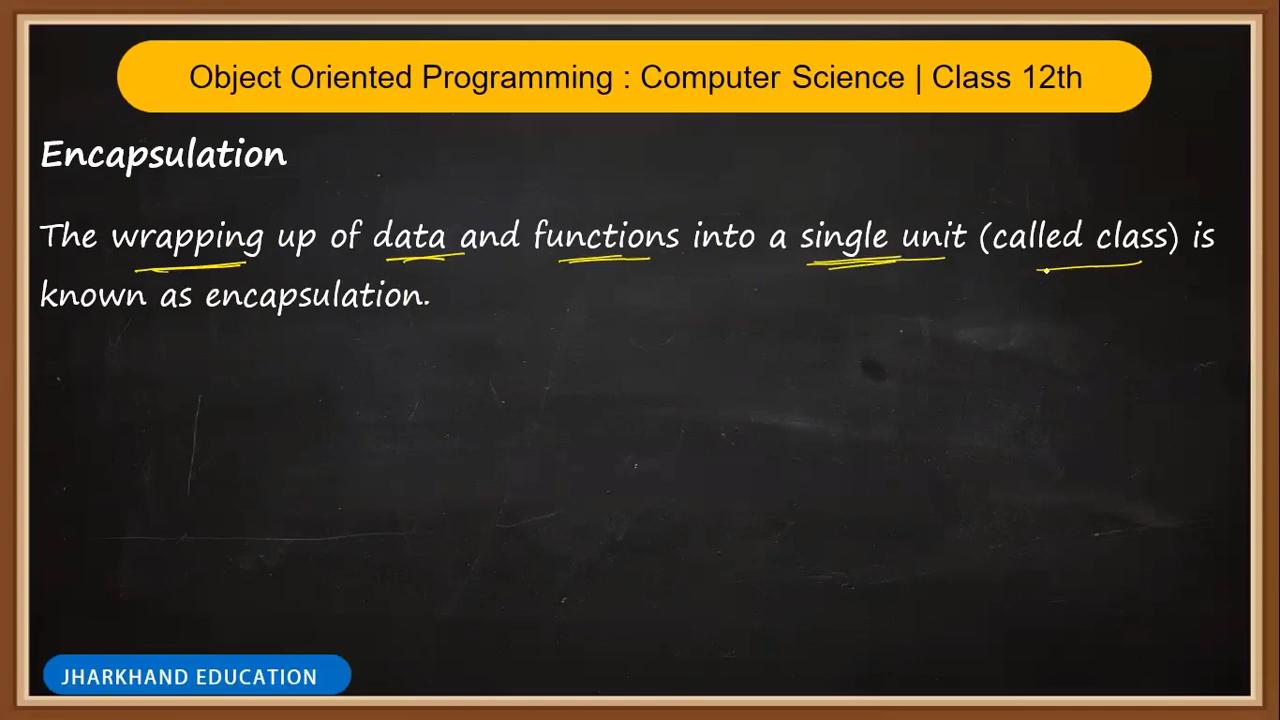 Object Oriented Programming : Computer Science | Class 12th
Encapsulation
The wrapping up of data and functions into a single unit (called class) is
known as encapsulation.
JHARKHAND EDUCATION